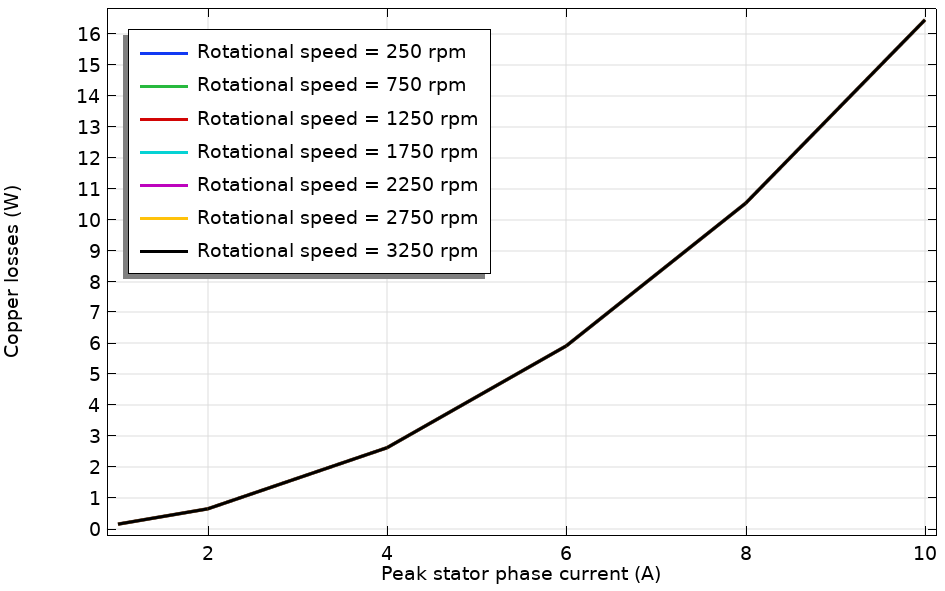 Rotational speed = 250 rpm
Rotational speed = 750 rpm
Rotational speed = 1250 rpm
Rotational speed = 1750 rpm
Rotational speed = 2250 rpm
Rotational speed = 2750 rpm
Rotational speed = 3250 rpm
Copper losses (W)
16
15
14
13
12
11
10
9
8
7
6
5
4
3
2
1
0
2 4 6 8 10
Peak stator phase current (A)